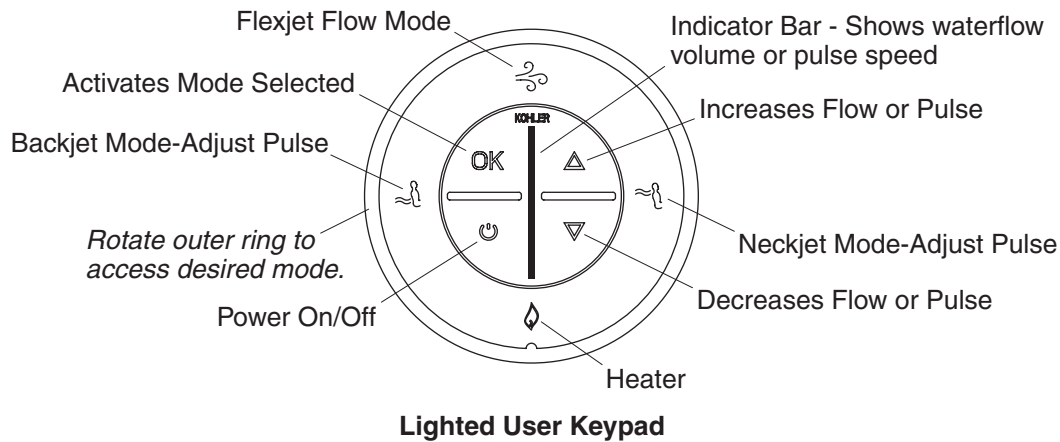 Flexjet Flow Mode
Indicator Bar - Shows waterflow
volume or pulse speed
Activates Mode Selected
Increases Flow or Pulse
KOHLER
Backjet Mode-Adjust Pulse
OK
Rotate outer ring to
access desired mode.
Neckjet Mode-Adjust Pulse
Power On/Off
Decreases Flow or Pulse
Heater
Lighted User Keypad